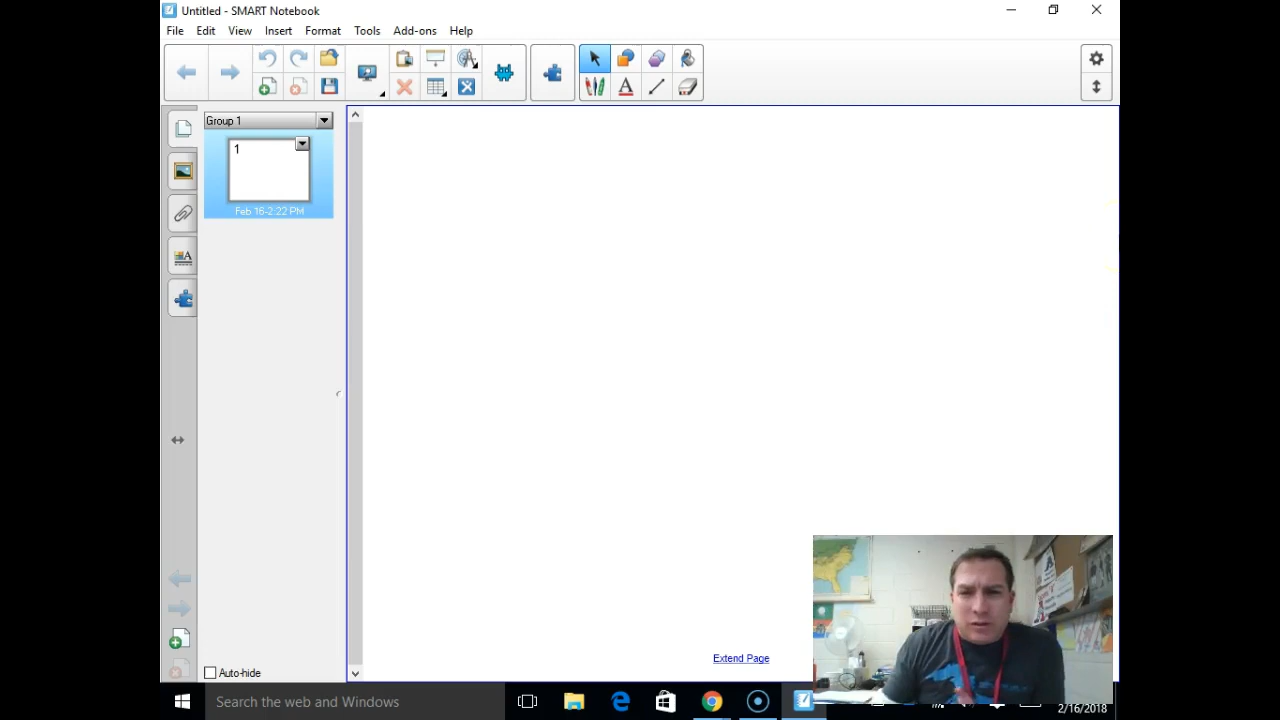 Untitled - SMART Notebook
File Edit View Insert Format Tools Add-ons Help
Group 1
1
Feb 16-2:22 PM
Extend Page
Auto-hide
Search the web and Windows
2/16/2018